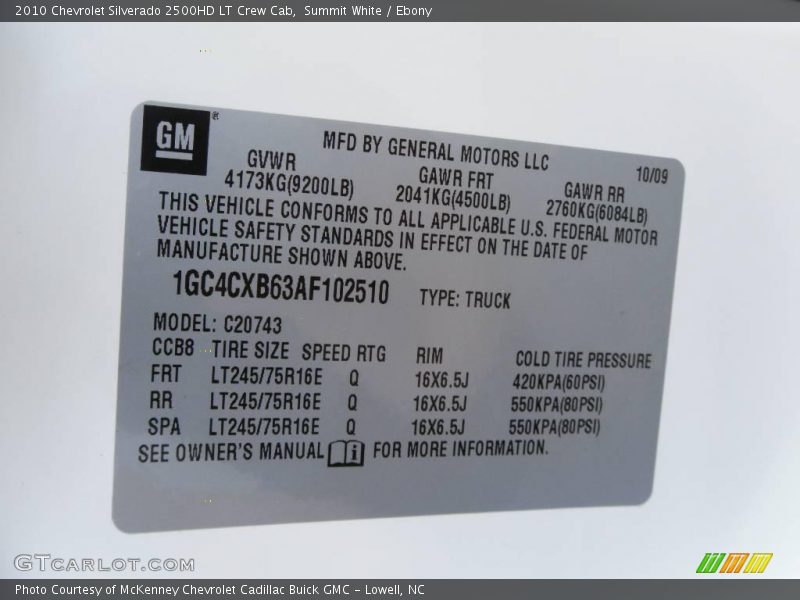 2010 Chevrolet Silverado 2500HD LT Crew Cab,  Summit White / Ebony
GM®
MFD BY GENERAL MOTORS LLC
10/09
GVWR GAWR FRT GAWR RR
4173KG(9200LB) 2041KG(4500LB) 2760KG(6084LB)
THIS VEHICLE CONFORMS TO ALL APPLICABLE U.S. FEDERAL MOTOR
VEHICLE SAFETY STANDARDS IN EFFECT ON THE DATE OF
MANUFACTURE SHOWN ABOVE.
1GC4CXB63AF102510 TYPE: TRUCK
MODEL: C20743
CCB8 TIRE SIZE SPEED RTG RIM COLD TIRE PRESSURE
FRT LT245/75R16E Q 16X6.5J 420KPA(60PSI)
RR LT245/75R16E Q 16X6.5J 550KPA(80PSI)
SPA LT245/75R16E Q 16X6.5J 550KPA(80PSI)
SEE OWNER'S MANUAL i FOR MORE INFORMATION.
GTCARLOT.COM
Photo Courtesy of McKenney Chevrolet Cadillac Buick GMC - Lowell, NC